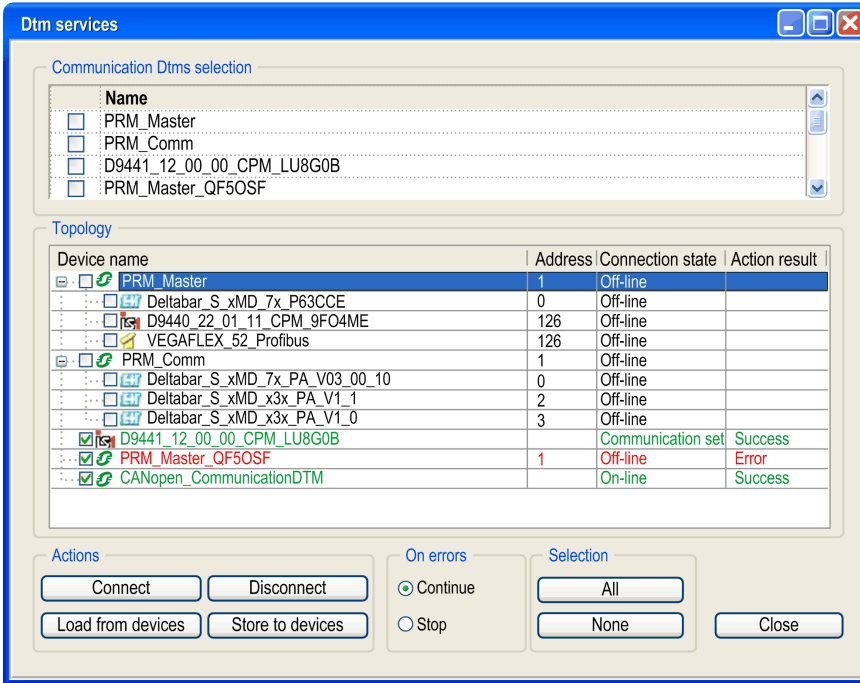 Dtm services
Communication Dtms selection
Name
PRM_Master
PRM_Comm
D9441_12_00_00_CPM_LU8G0B
PRM_Master_QF5OSF
Topology
Device name Address Connection state Action result
PRM_Master 1 Off-line
Deltabar_S_xMD_7x_P63CCE 0 Off-line
D9440_22_01_11_CPM_9FO4ME 126 Off-line
VEGAFLEX_52_Profibus 126 Off-line
PRM_Comm 1 Off-line
Deltabar_S_xMD_7x_PA_V03_00_10 0 Off-line
Deltabar_S_xMD_x3x_PA_V1_1 2 Off-line
Deltabar_S_xMD_x3x_PA_V1_0 3 Off-line
D9441_12_00_00_CPM_LU8G0B Communication set Success
PRM_Master_QF5OSF 1 Off-line Error
CANopen_CommunicationDTM On-line Success
Actions On errors Selection
Connect Disconnect Continue All
Load from devices Store to devices Stop None Close